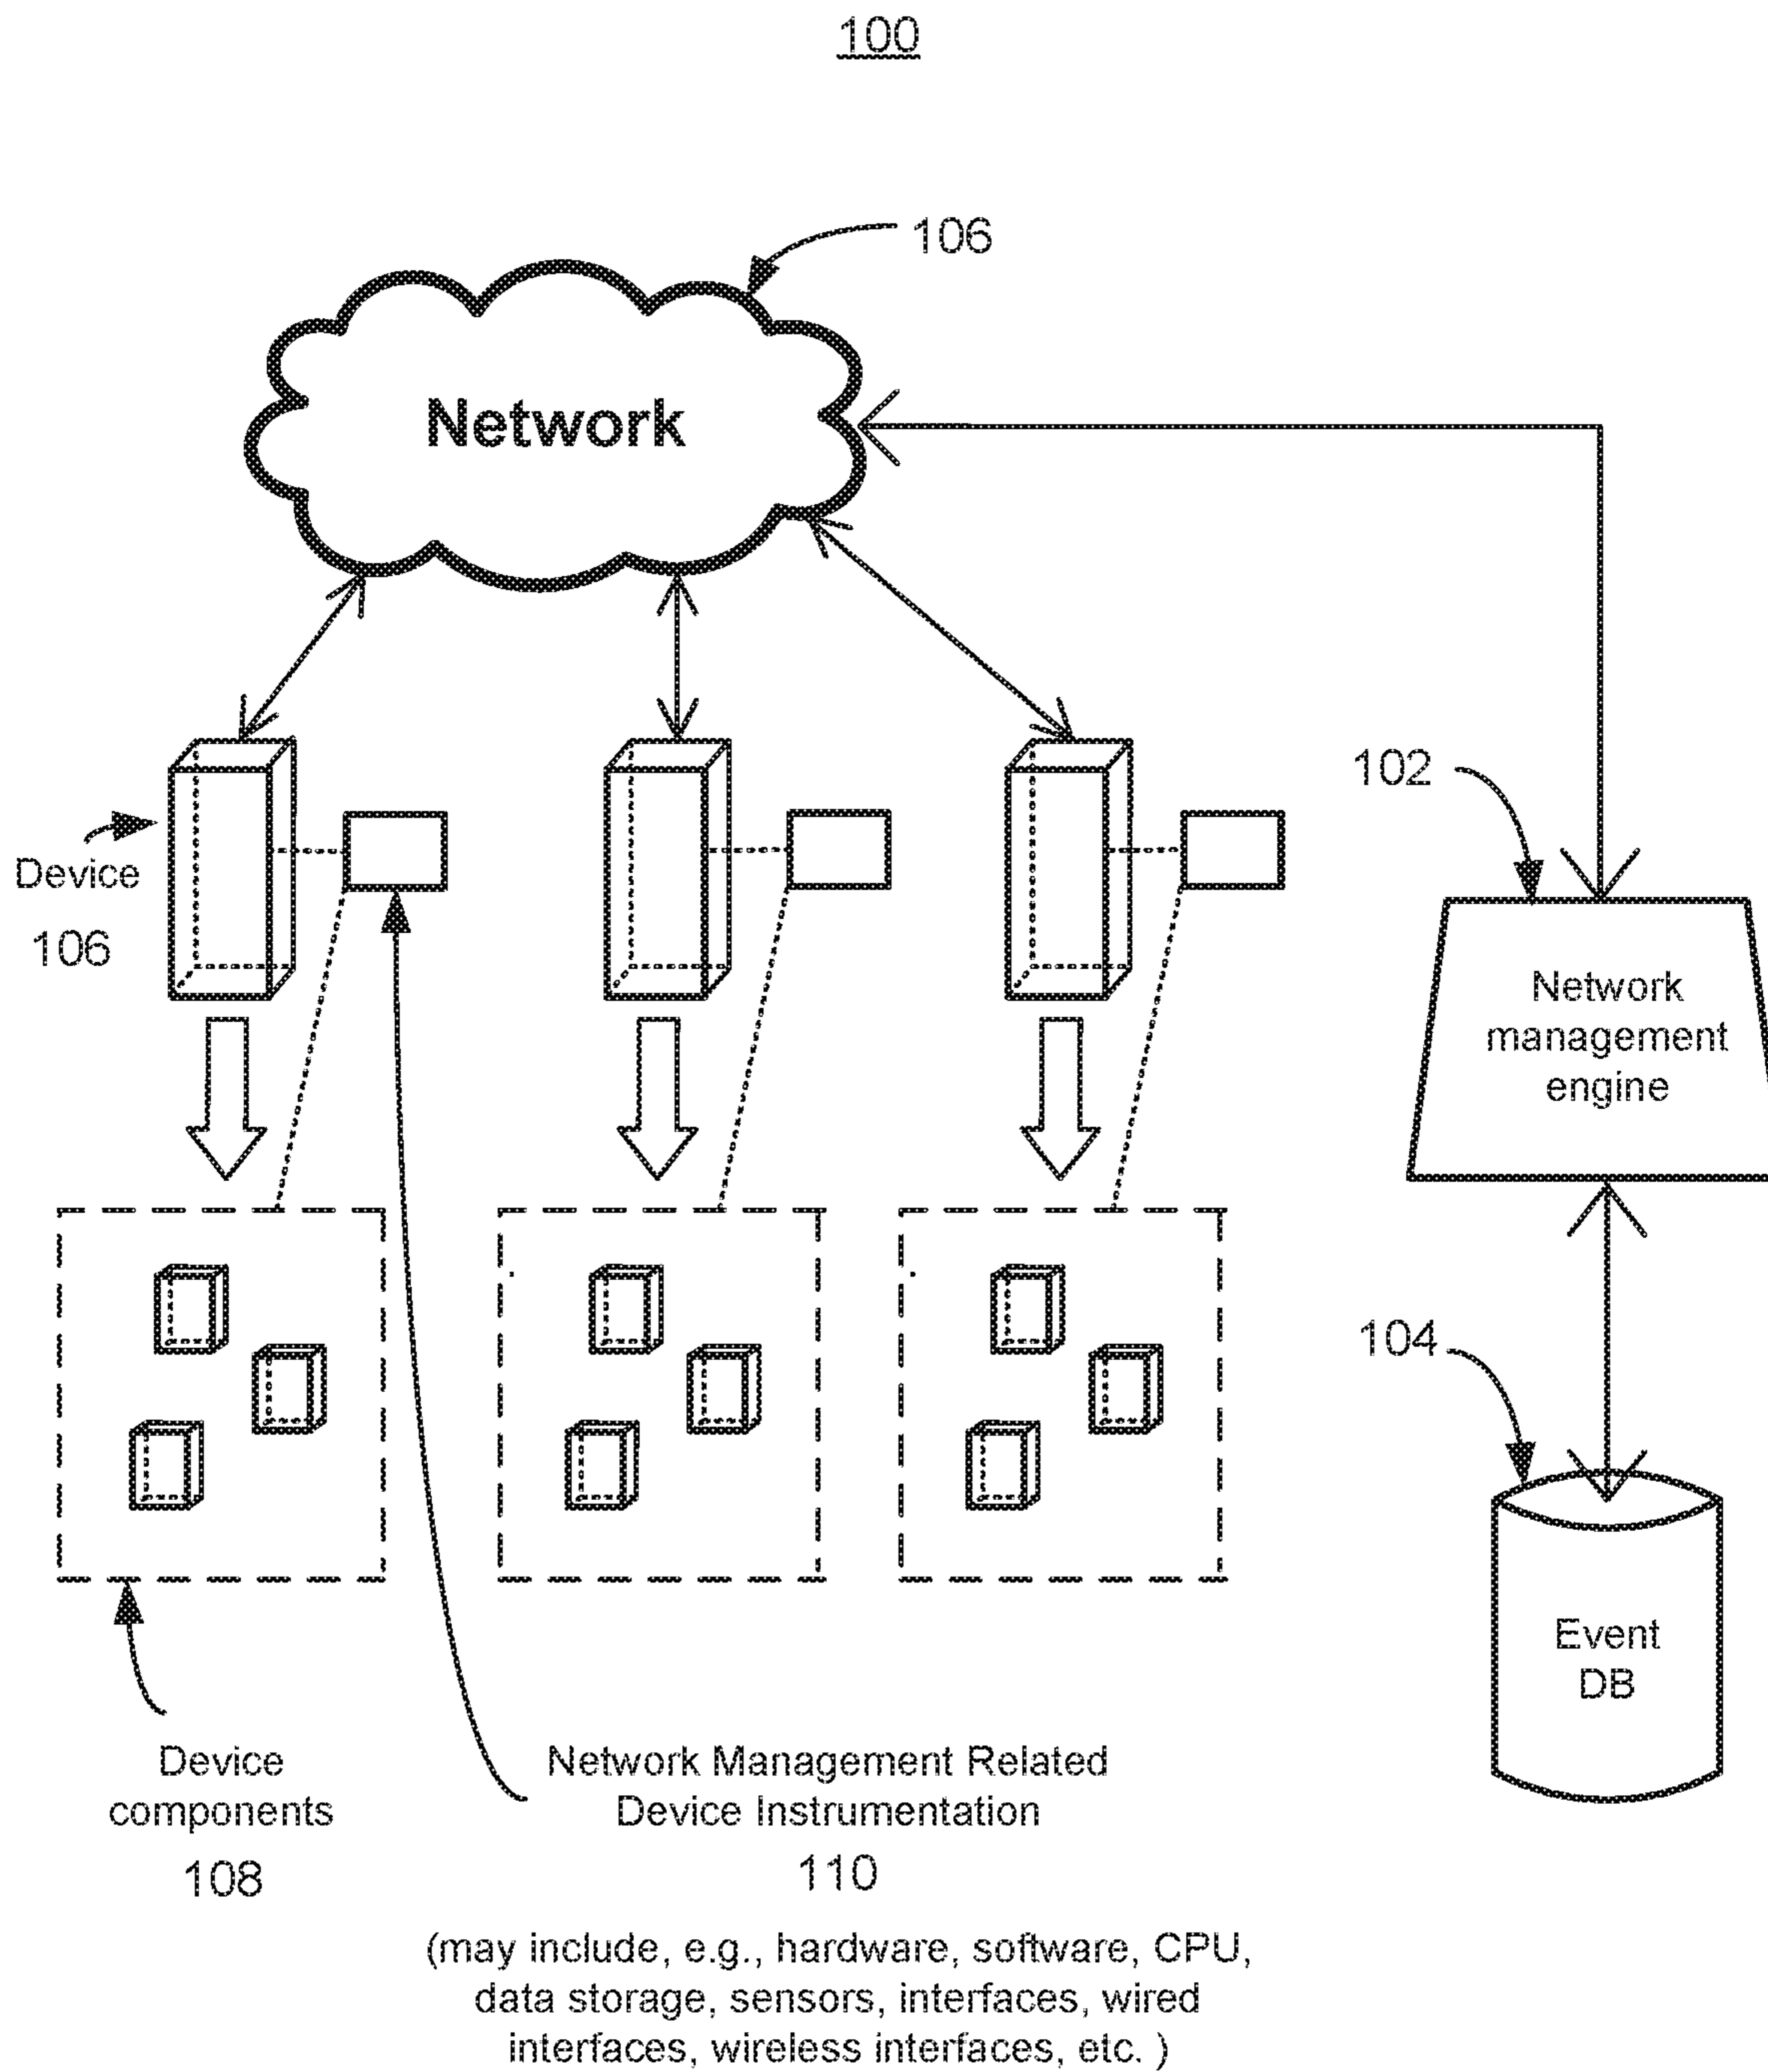 100
106
Network
102
Device
106
Network
management
engine
104
Event
DB
Device
components
108
Network Management Related
Device Instrumentation
110
(may include, e.g., hardware, software, CPU,
data storage, sensors, interfaces, wired
interfaces, wireless interfaces, etc. )